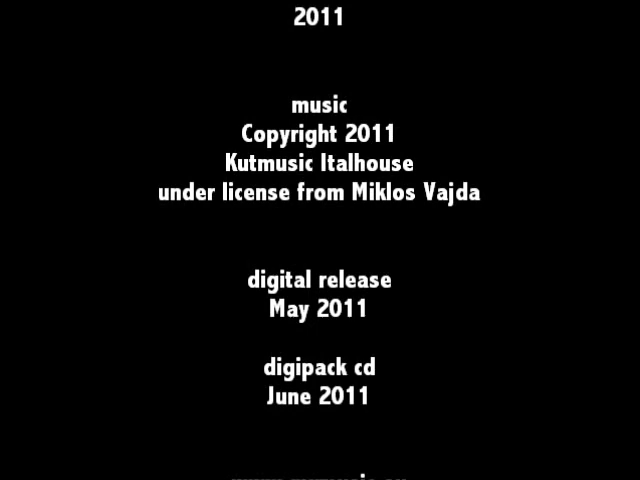 2011
music
Copyright 2011
Kutmusic Italhouse
under license from Miklos Vajda
digital release
May 2011
digipack cd
June 2011